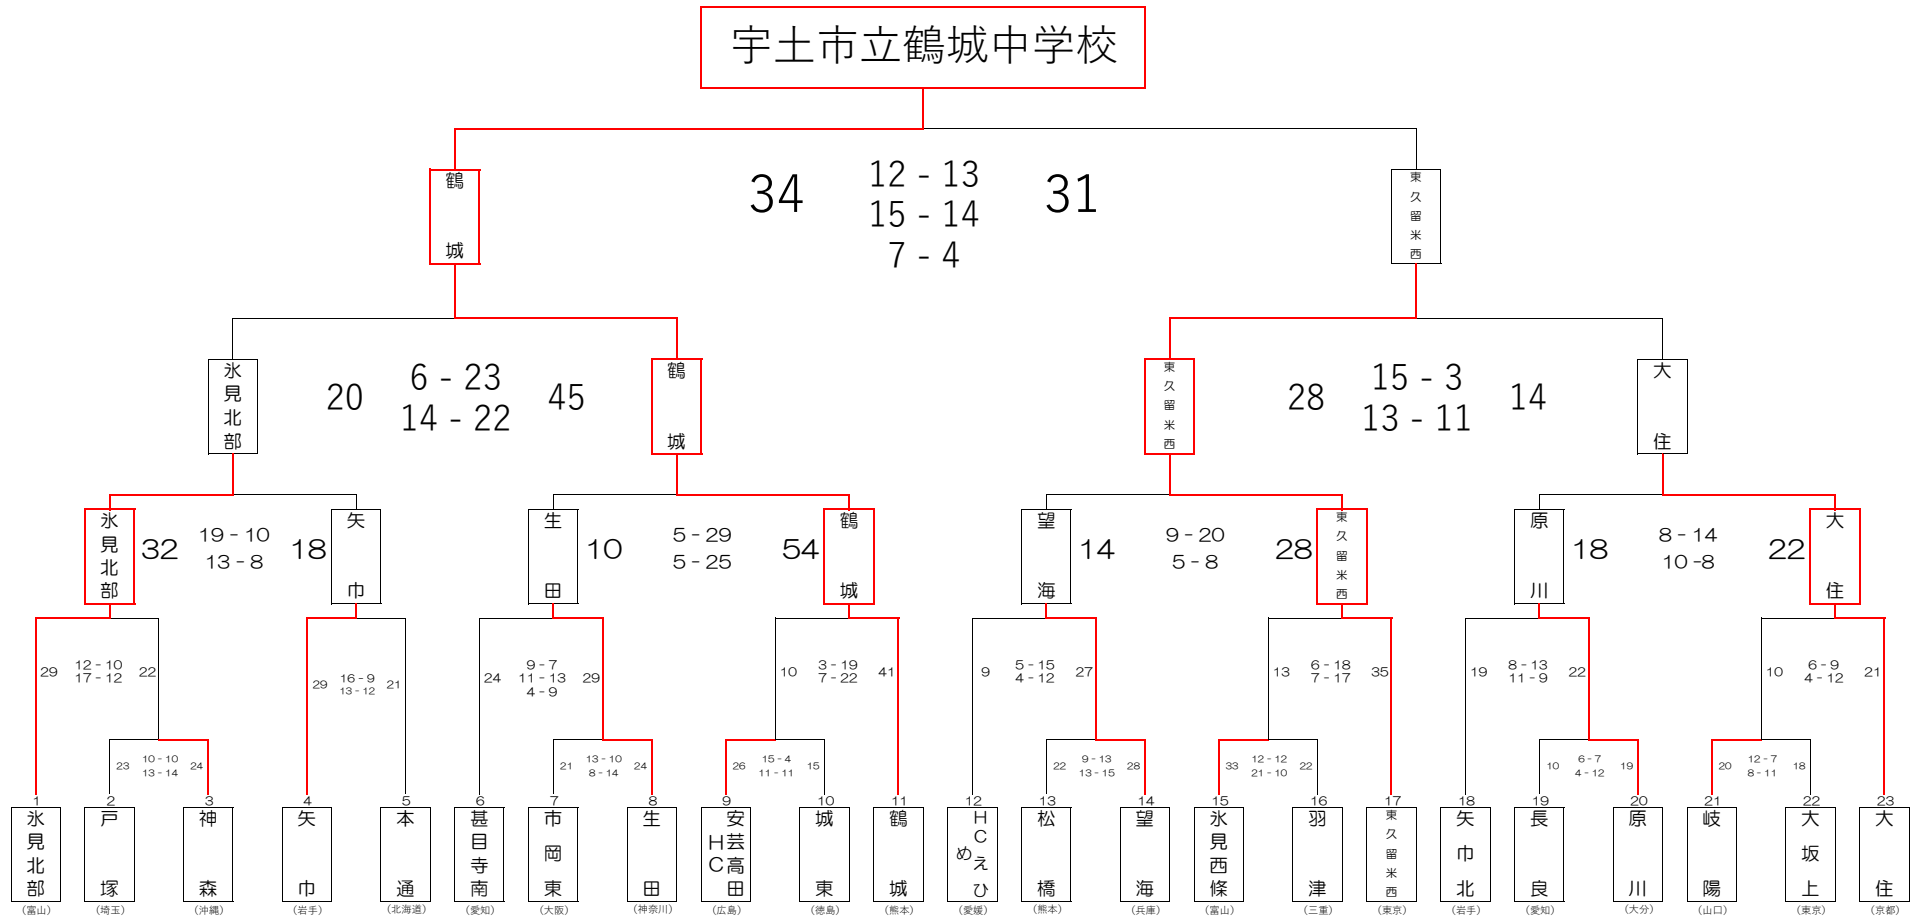 宇土市立鶴城中学校
鶴城
34
12 - 13
15 - 14
7 - 4
31
東久留米西
氷見北部
20
6 - 23
14 - 22
45
鶴城
東久留米西
28
15 - 3
13 - 11
14
大住
氷見北部
32
19 - 10
13 - 8
18
矢巾
生田
10
5 - 29
5 - 25
54
鶴城
望海
14
9 - 20
5 - 8
28
東久留米西
原川
18
8 - 14
10 -8
22
大住
29
12 - 10
17 - 12
22
29
16 - 9
13 - 12
21
24
9 - 7
11 - 13
4 - 9
29
10
3 - 19
7 - 22
41
9
5 - 15
4 - 12
27
13
6 - 18
7 - 17
35
19
8 - 13
11 - 9
22
10
6 - 9
4 - 12
21
23
10 - 10
13 - 14
24
21
13 - 10
8 - 14
24
26
15 - 4
11 - 11
15
22
9 - 13
13 - 15
28
33
12 - 12
21 - 10
22
10
6 - 7
4 - 12
19
20
12 - 7
8 - 11
18
1
氷見北部
(富山)
2
戸塚
(埼玉)
3
神森
(沖縄)
4
矢巾
(岩手)
5
本通
(北海道)
6
甚目寺南
(愛知)
7
市岡東
(大阪)
8
生田
(神奈川)
9
安芸高田
HC
(広島)
10
城東
(徳島)
11
鶴城
(熊本)
12
HCえひ
め
(愛媛)
13
松橋
(熊本)
14
望海
(兵庫)
15
氷見西條
(富山)
16
羽津
(三重)
17
東久留米西
(東京)
18
矢巾北
(岩手)
19
長良
(愛知)
20
原川
(大分)
21
岐陽
(山口)
22
大坂上
(東京)
23
大住
(京都)